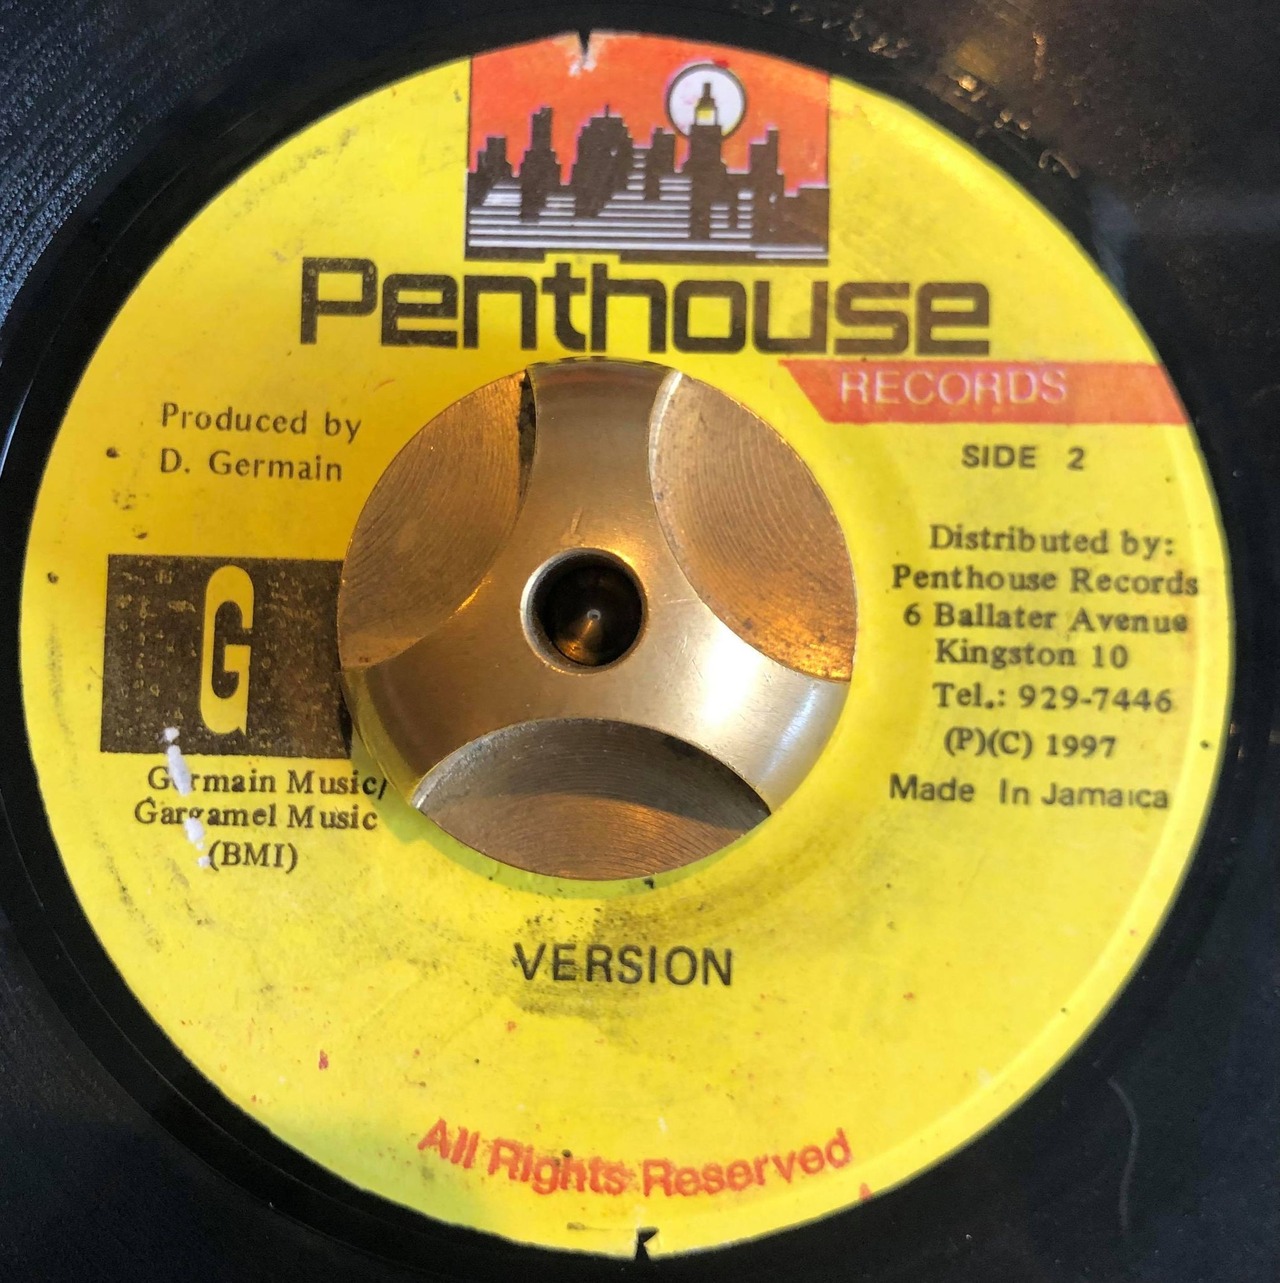 Penthouse
RECORDS
Produced by
D. Germain
SIDE 2
G
Germain Music/
Gargamel Music
(BMI)
Distributed by:
Penthouse Records
6 Ballater Avenue
Kingston 10
Tel.: 929-7446
(P)(C) 1997
Made In Jamaica
VERSION
All Rights Reserved